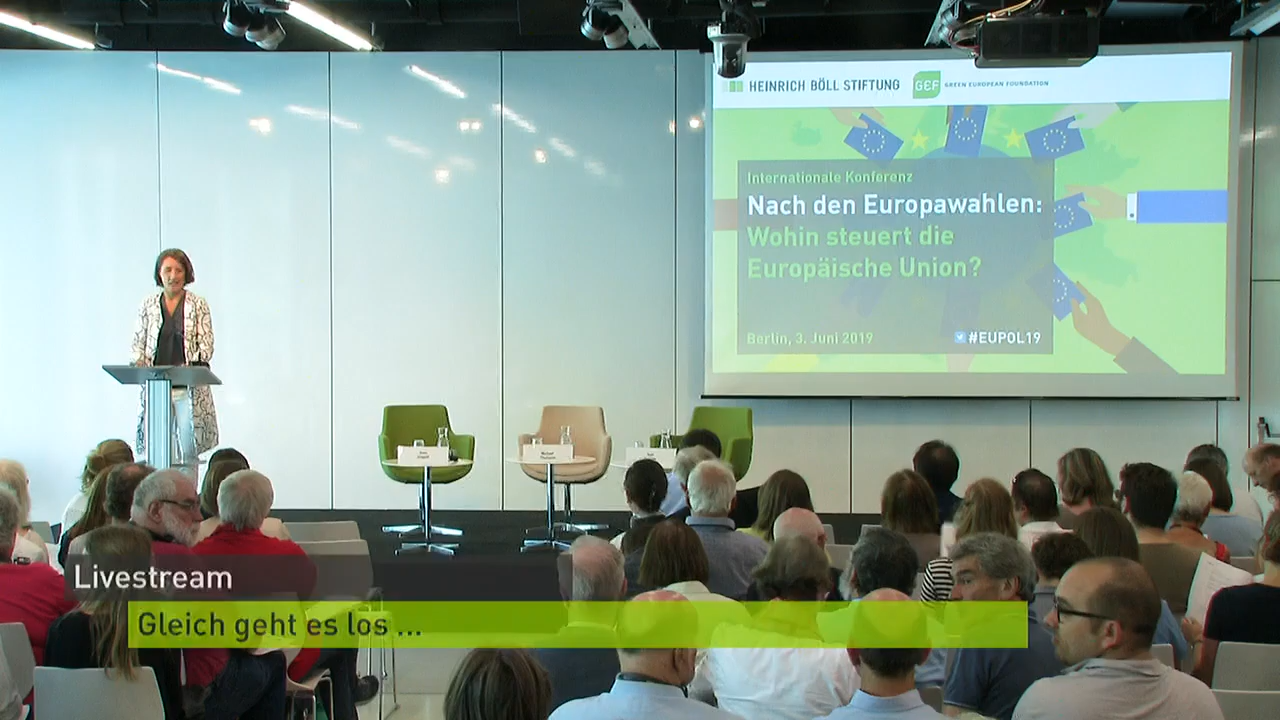 HEINRICH BÖLL STIFTUNG
GEF GREEN EUROPEAN FOUNDATION
Internationale Konferenz
Nach den Europawahlen:
Wohin steuert die
Europäische Union?
Berlin, 3. Juni 2019 #EUPOL19
Michael
Livestream
Gleich geht es los ...